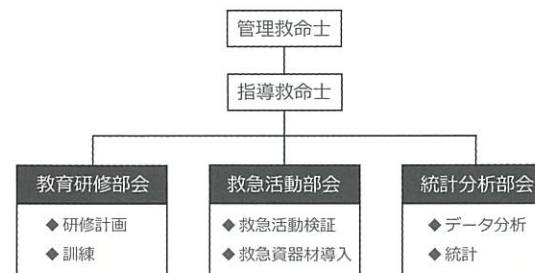 管理救命士
指導救命士
教育研修部会
◆研修計画
◆訓練
救急活動部会
◆救急活動検証
◆救急資器材導入
統計分析部会
◆データ分析
◆統計